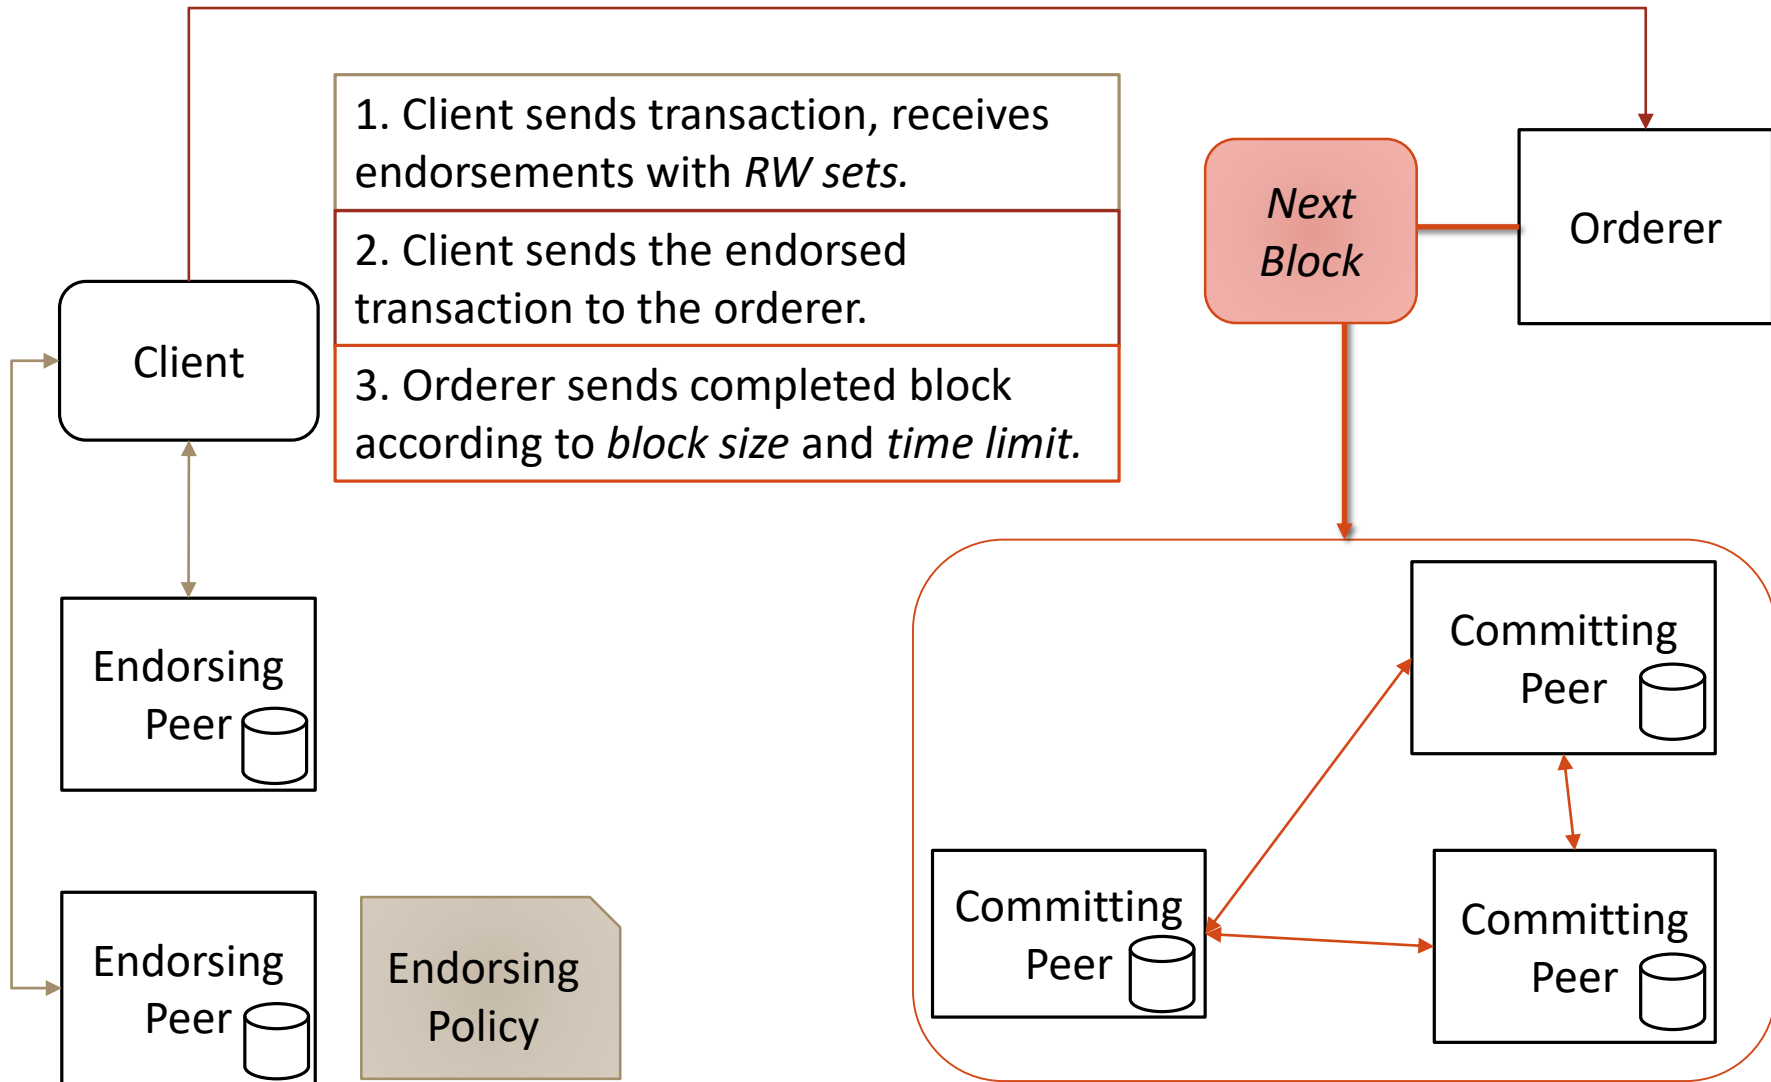 1. Client sends transaction, receives
endorsements with RW sets.
2. Client sends the endorsed
transaction to the orderer.
3. Orderer sends completed block
according to block size and time limit.
Next
Block
Orderer
Client
Endorsing
Peer
Endorsing
Peer
Endorsing
Policy
Committing
Peer
Committing
Peer
Committing
Peer